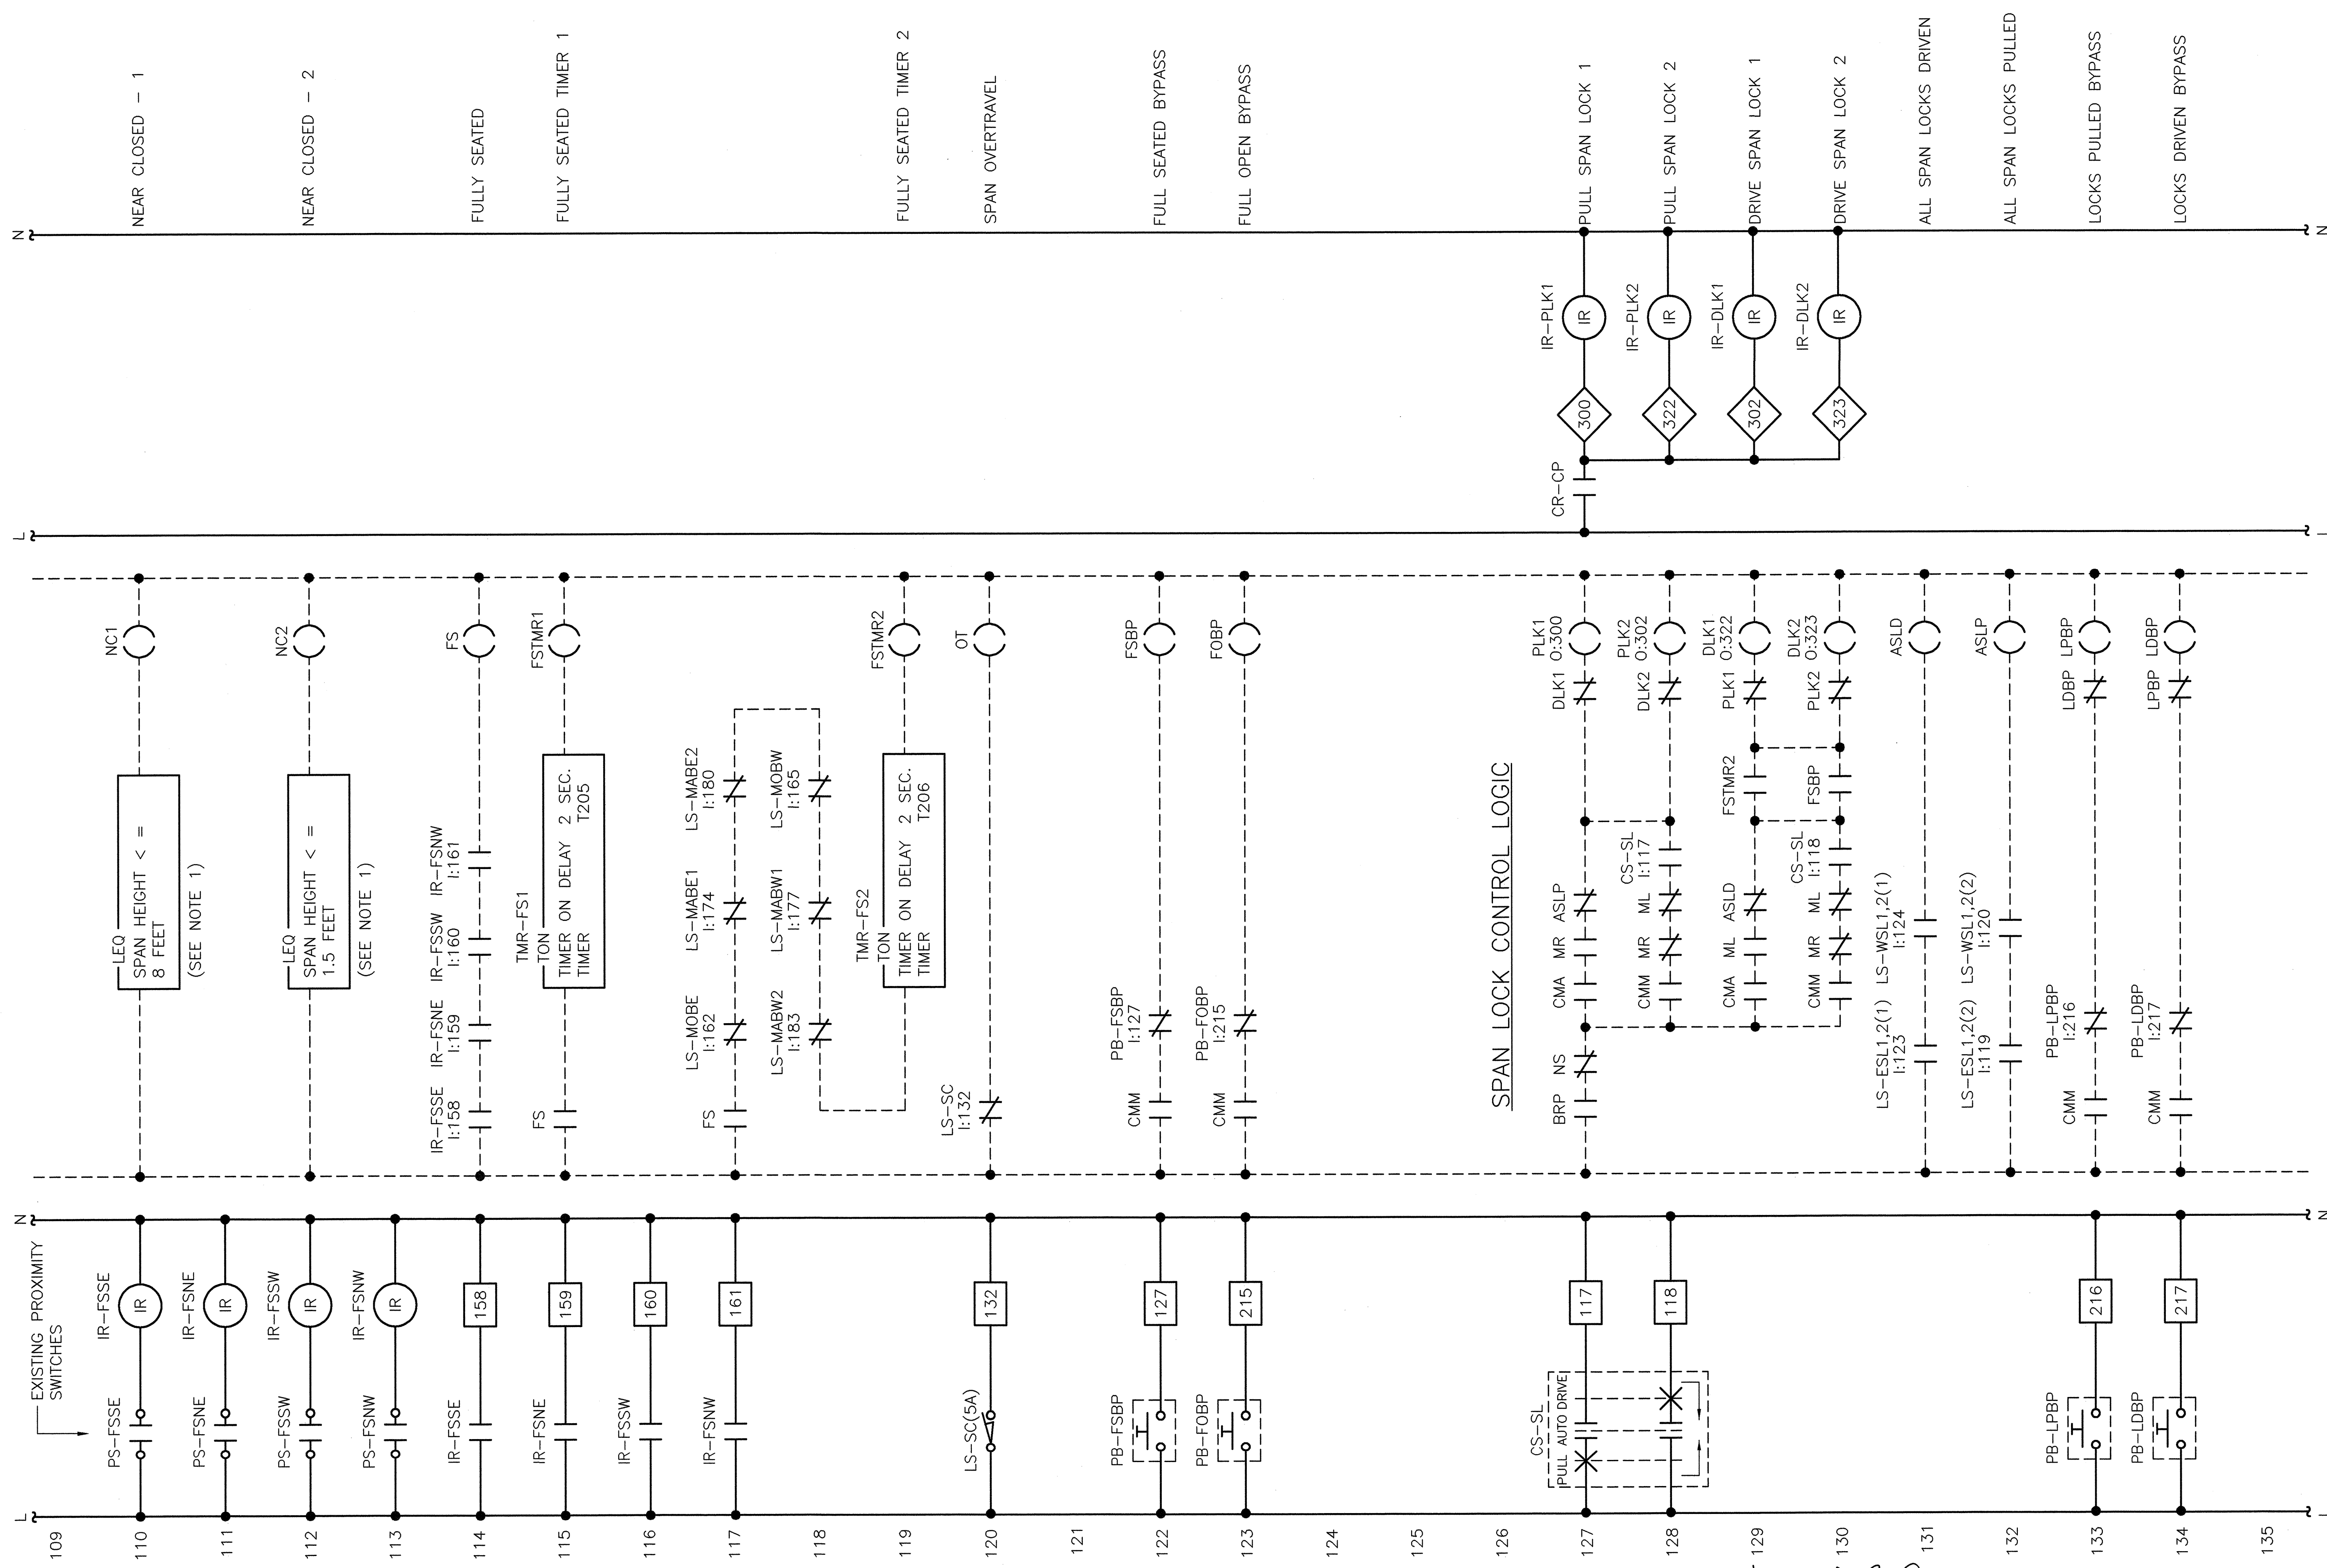 109
L
N
L
N
EXISTING PROXIMITY
SWITCHES
110
PS-FSSE
IR-FSSE
IR
LEQ
SPAN HEIGHT < =
8 FEET
(SEE NOTE 1)
NC1
NEAR CLOSED - 1
111
PS-FSNE
IR-FSNE
IR
112
PS-FSSW
IR-FSSW
IR
LEQ
SPAN HEIGHT < =
1.5 FEET
(SEE NOTE 1)
NC2
NEAR CLOSED - 2
113
PS-FSNW
IR-FSNW
IR
114
IR-FSSE
158
IR-FSSE
I:158
IR-FSNE
I:159
IR-FSSW
I:160
IR-FSNW
I:161
FS
FULLY SEATED
115
IR-FSNE
159
FS
TMR-FS1
TON
TIMER ON DELAY 2 SEC.
TIMER T205
FSTMR1
FULLY SEATED TIMER 1
116
IR-FSSW
160
117
IR-FSNW
161
FS
LS-MOBE
I:162
LS-MABE1
I:174
LS-MABE2
I:180
118
LS-MABW2
I:183
LS-MABW1
I:177
LS-MOBW
I:165
119
TMR-FS2
TON
TIMER ON DELAY 2 SEC.
TIMER T206
FSTMR2
FULLY SEATED TIMER 2
120
LS-SC(5A)
132
LS-SC
I:132
OT
SPAN OVERTRAVEL
121
122
PB-FSBP
127
CMM
PB-FSBP
I:127
FSBP
FULL SEATED BYPASS
123
PB-FOBP
215
CMM
PB-FOBP
I:215
FOBP
FULL OPEN BYPASS
124
125
126
SPAN LOCK CONTROL LOGIC
127
CS-SL
PULL AUTO DRIVE
117
BRP NS CMA MR ASLP DLK1
PLK1
O:300
CR-CP
300
IR-PLK1
IR
PULL SPAN LOCK 1
128
118
CMM MR ML
CS-SL
I:117
DLK2
PLK2
O:302
322
IR-PLK2
IR
PULL SPAN LOCK 2
129
CMA ML ASLD FSTMR2 PLK1
DLK1
O:322
302
IR-DLK1
IR
DRIVE SPAN LOCK 1
130
CMM MR ML
CS-SL
I:118
FSBP
PLK2
DLK2
O:323
323
IR-DLK2
IR
DRIVE SPAN LOCK 2
131
LS-ESL1,2(1)
I:123
LS-WSL1,2(1)
I:124
ASLD
ALL SPAN LOCKS DRIVEN
132
LS-ESL1,2(2)
I:119
LS-WSL1,2(2)
I:120
ASLP
ALL SPAN LOCKS PULLED
133
PB-LPBP
216
CMM
PB-LPBP
I:216
LDBP
LPBP
LOCKS PULLED BYPASS
134
PB-LDBP
217
CMM
PB-LDBP
I:217
LPBP
LDBP
LOCKS DRIVEN BYPASS
135
N
N